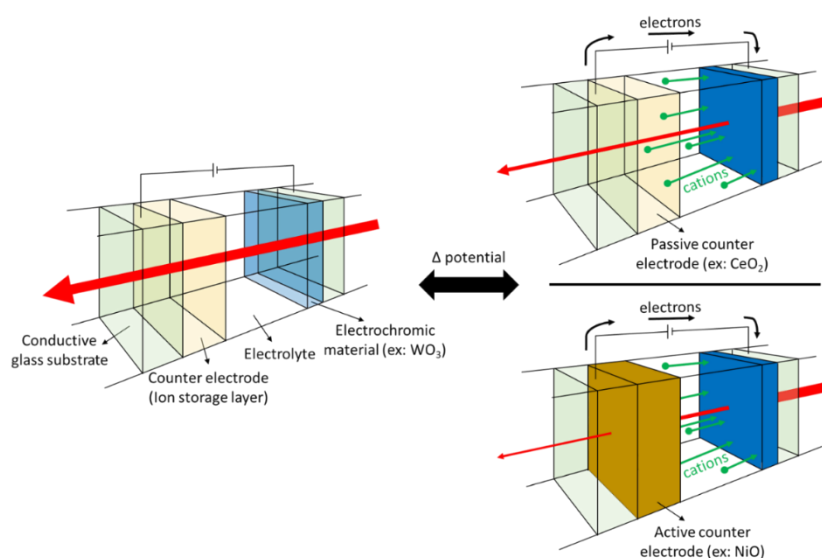 electrons
cations
Passive counter
electrode (ex: CeO₂)
Δ potential
Conductive
glass substrate
Counter electrode
(Ion storage layer)
Electrolyte
Electrochromic
material (ex: WO₃)
electrons
cations
Active counter
electrode (ex: NiO)